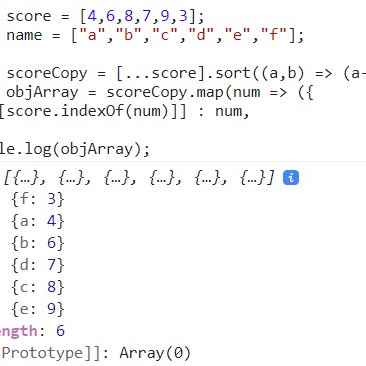 score = [4,6,8,7,9,3];
name = ["a","b","c","d","e","f"];
scoreCopy = [...score].sort((a,b) => (a-
objArray = scoreCopy.map(num => ({
[score.indexOf(num)]] : num,
le.log(objArray);
[{…}, {…}, {…}, {…}, {…}, {…}] i
{f: 3}
{a: 4}
{b: 6}
{d: 7}
{c: 8}
{e: 9}
ngth: 6
Prototype]]: Array(0)